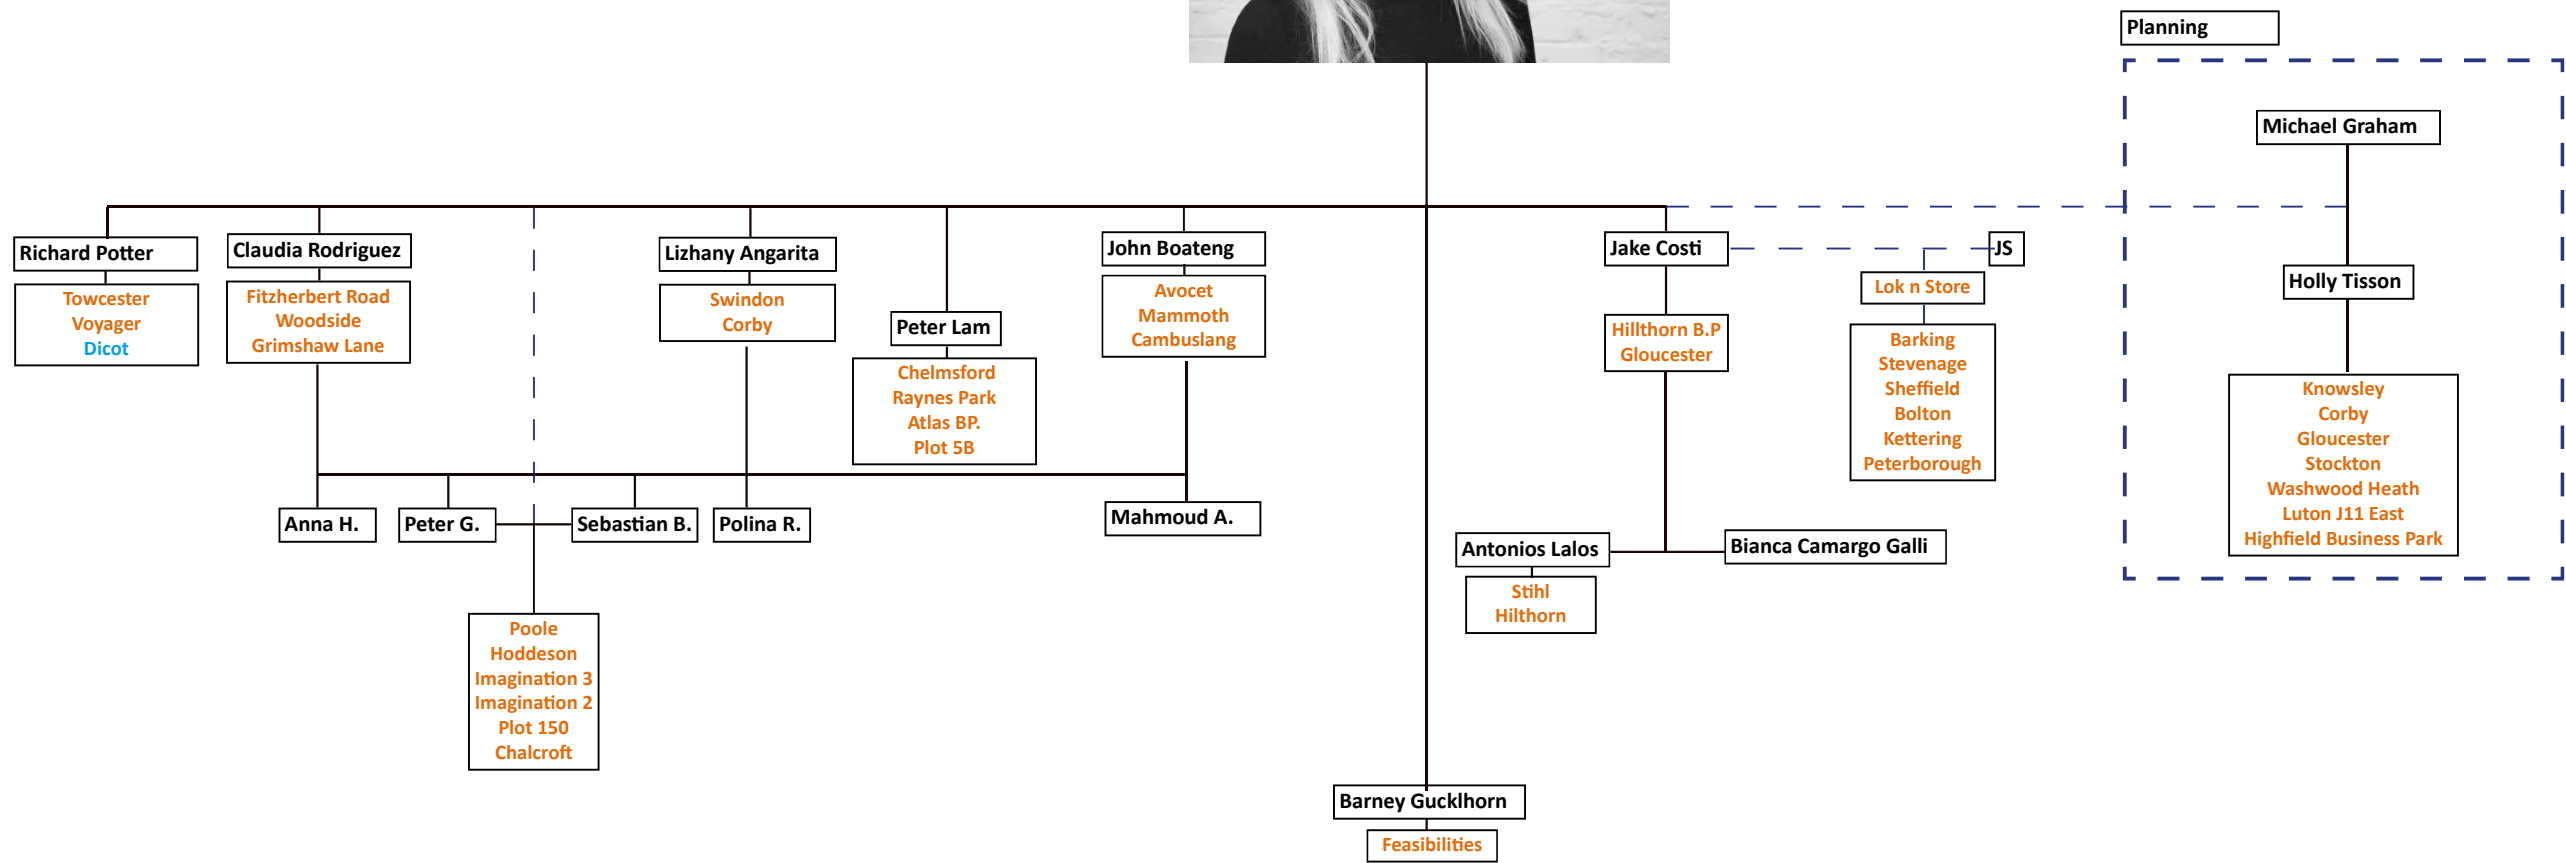 Planning
Michael Graham
Richard Potter
Towcester
Voyager
Dicot
Claudia Rodriguez
Fitzherbert Road
Woodside
Grimshaw Lane
Lizhany Angarita
Swindon
Corby
Peter Lam
Chelmsford
Raynes Park
Atlas BP.
Plot 5B
John Boateng
Avocet
Mammoth
Cambuslang
Jake Costi
Hillthorn B.P
Gloucester
JS
Lok n Store
Barking
Stevenage
Sheffield
Bolton
Kettering
Peterborough
Holly Tisson
Knowsley
Corby
Gloucester
Stockton
Washwood Heath
Luton J11 East
Highfield Business Park
Anna H.
Peter G.
Sebastian B.
Polina R.
Mahmoud A.
Antonios Lalos
Stihl
Hilthorn
Bianca Camargo Galli
Poole
Hoddeson
Imagination 3
Imagination 2
Plot 150
Chalcroft
Barney Gucklhorn
Feasibilities